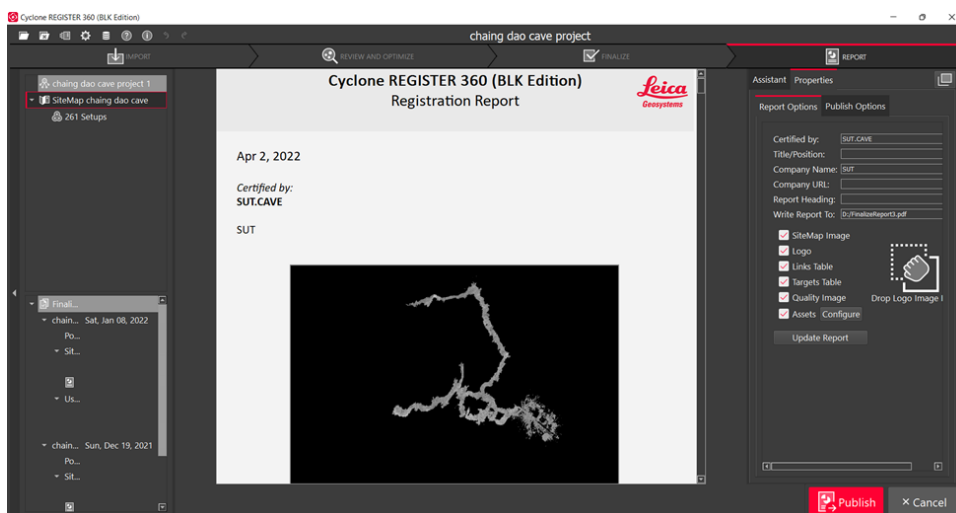 Cyclone REGISTER 360 (BLK Edition)
chaing dao cave project
IMPORT
REVIEW AND OPTIMIZE
FINALIZE
REPORT
chaing dao cave project 1
SiteMap chaing dao cave
261 Setups
Finali...
chain... Sat, Jan 08, 2022
Po...
Sit...
Us...
chain... Sun, Dec 19, 2021
Po...
Sit...
Cyclone REGISTER 360 (BLK Edition)
Registration Report
Leica
Geosystems
Apr 2, 2022
Certified by:
SUT.CAVE
SUT
Assistant Properties
Report Options Publish Options
Certified by: SUT.CAVE
Title/Position:
Company Name: SUT
Company URL:
Report Heading:
Write Report To: D:/FinalizeReport3.pdf
SiteMap Image
Logo
Links Table
Targets Table
Quality Image
Drop Logo Image I
Assets Configure
Update Report
Publish
× Cancel